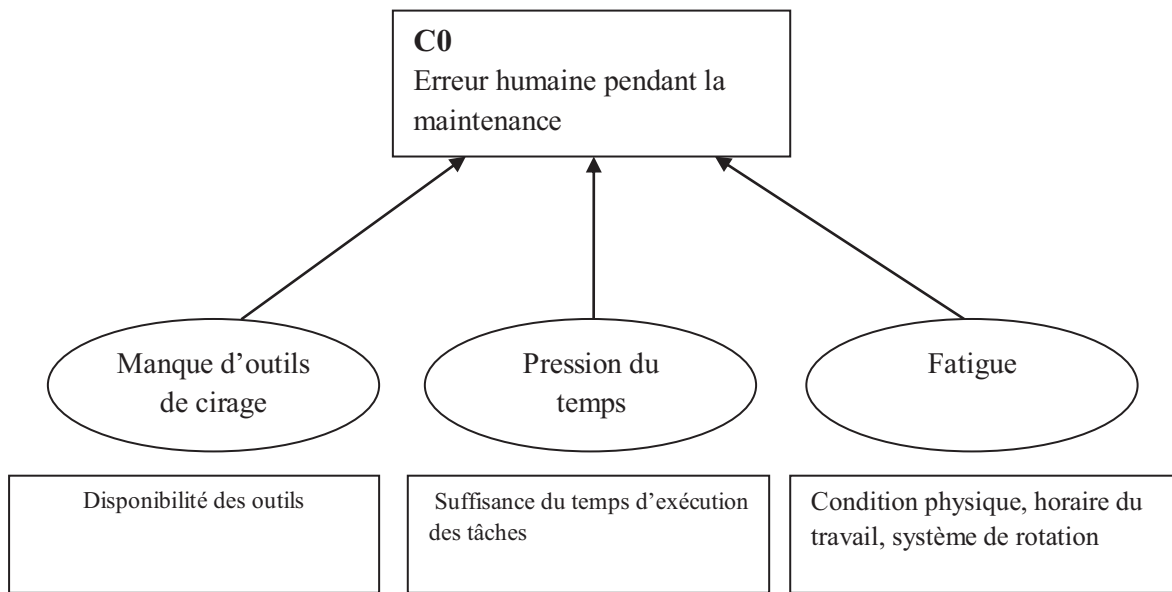 C0
Erreur humaine pendant la
maintenance
Manque d’outils
de cirage
Pression du
temps
Fatigue
Disponibilité des outils
Suffisance du temps d’exécution
des tâches
Condition physique, horaire du
travail, système de rotation